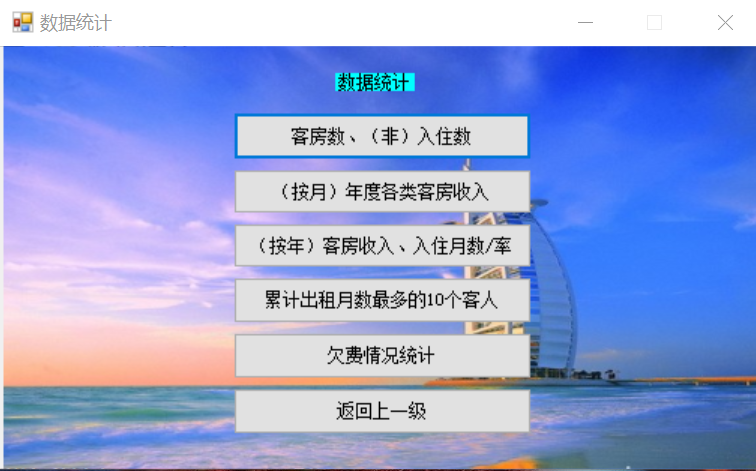 数据统计
数据统计
客房数、（非）入住数
（按月）年度各类客房收入
（按年）客房收入、入住月数/率
累计出租月数最多的10个客人
欠费情况统计
返回上一级